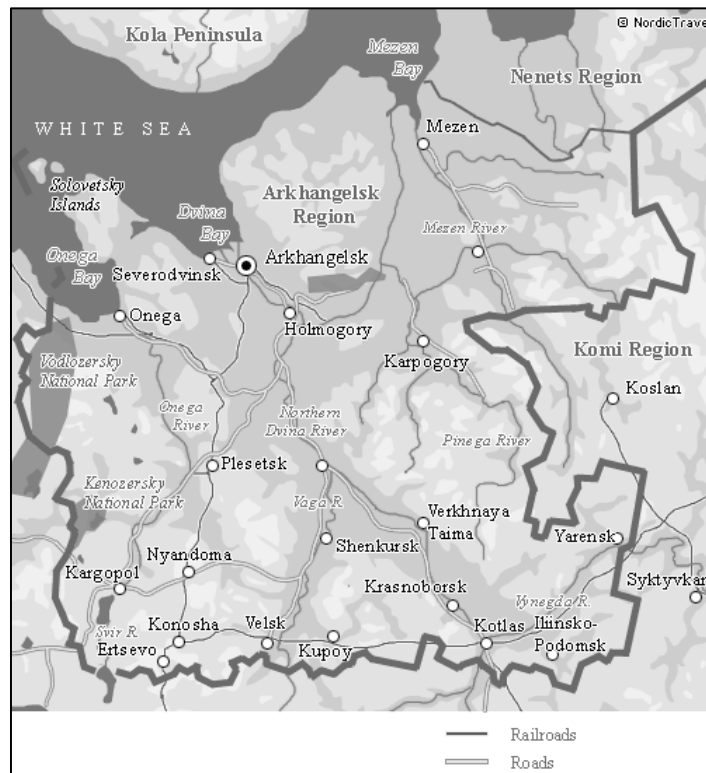 © NordicTrave
Kola Peninsula
Mezen
Bay
Nenets Region
WHITE SEA
Mezen
Solovetsky
Islands
Arkhangelsk
Region
Dvina
Bay
Mezen River
Onega
Bay
Arkhangelsk
Severodvinsk
Onega
Holmogory
Karpogory
Komi Region
Vodlozersky
National Park
Koslan
Onega
River
Northern
Dvina River
Pinega River
Plesetsk
Kenozersky
National Park
Vaga R.
Verkhnaya
Taima
Shenkursk
Yarensk
Nyandoma
Kargopol
Krasnoborsk
Syktyvkar
Vynegda R.
Svir R.
Konosha
Velsk
Kotlas
Iliinsko-
Podomsk
Ertsevo
Kupoy
Railroads
Roads